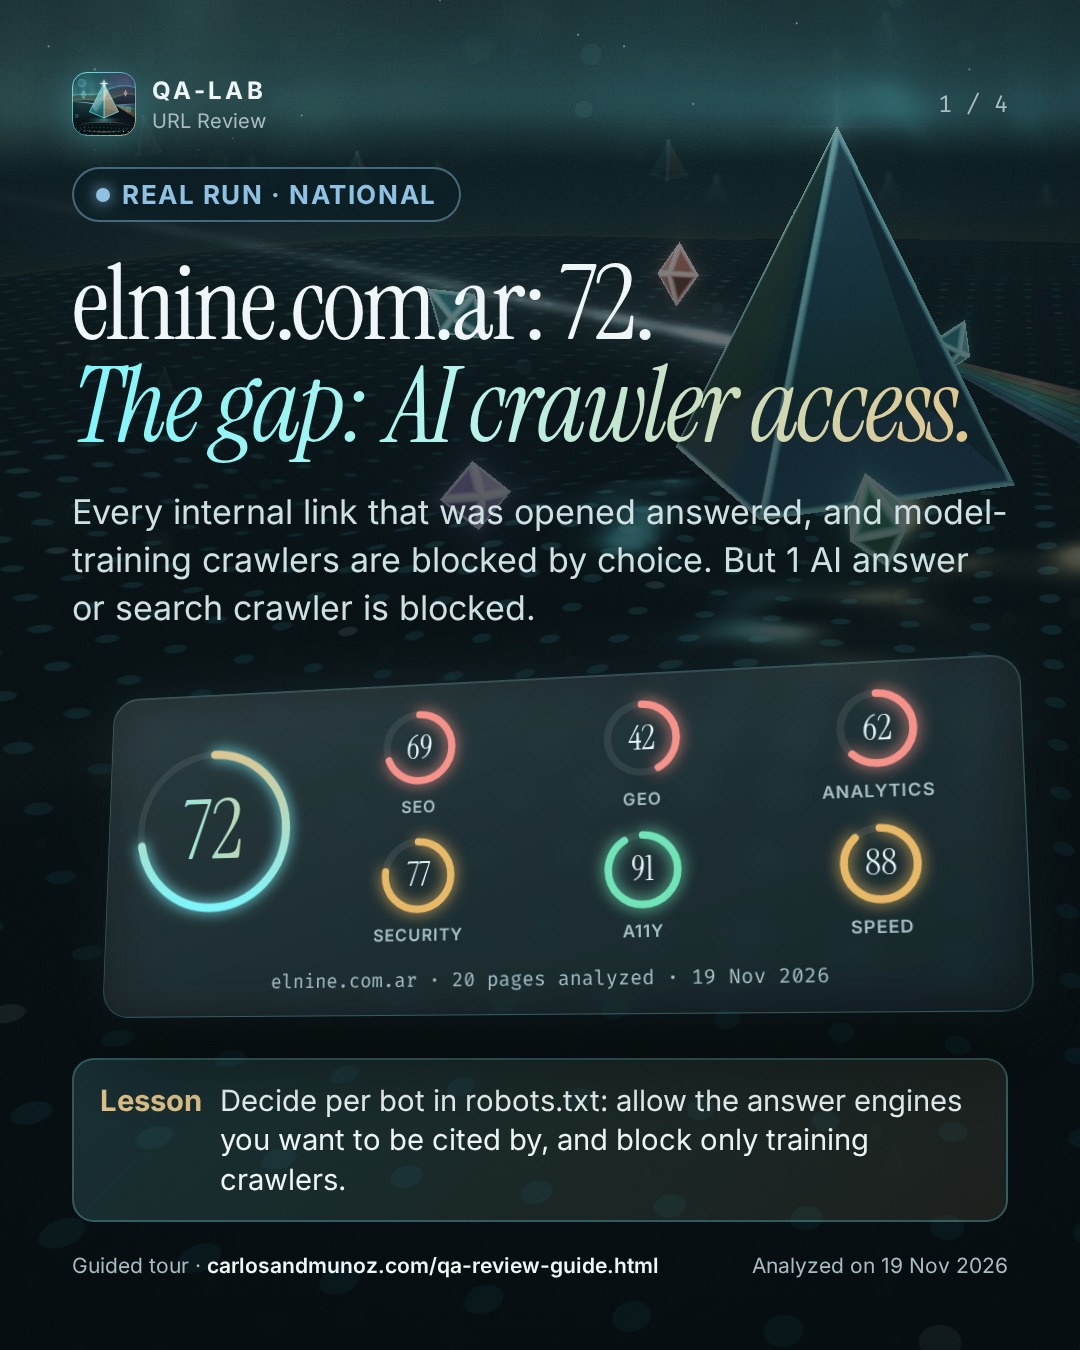 QA-LAB
URL Review
1 / 4
REAL RUN · NATIONAL
elnine.com.ar: 72.
The gap: AI crawler access.
Every internal link that was opened answered, and model-
training crawlers are blocked by choice. But 1 AI answer
or search crawler is blocked.
72
69
SEO
42
GEO
62
ANALYTICS
77
SECURITY
91
A11Y
88
SPEED
elnine.com.ar · 20 pages analyzed · 19 Nov 2026
Lesson Decide per bot in robots.txt: allow the answer engines
you want to be cited by, and block only training
crawlers.
Guided tour · carlosandmunoz.com/qa-review-guide.html
Analyzed on 19 Nov 2026